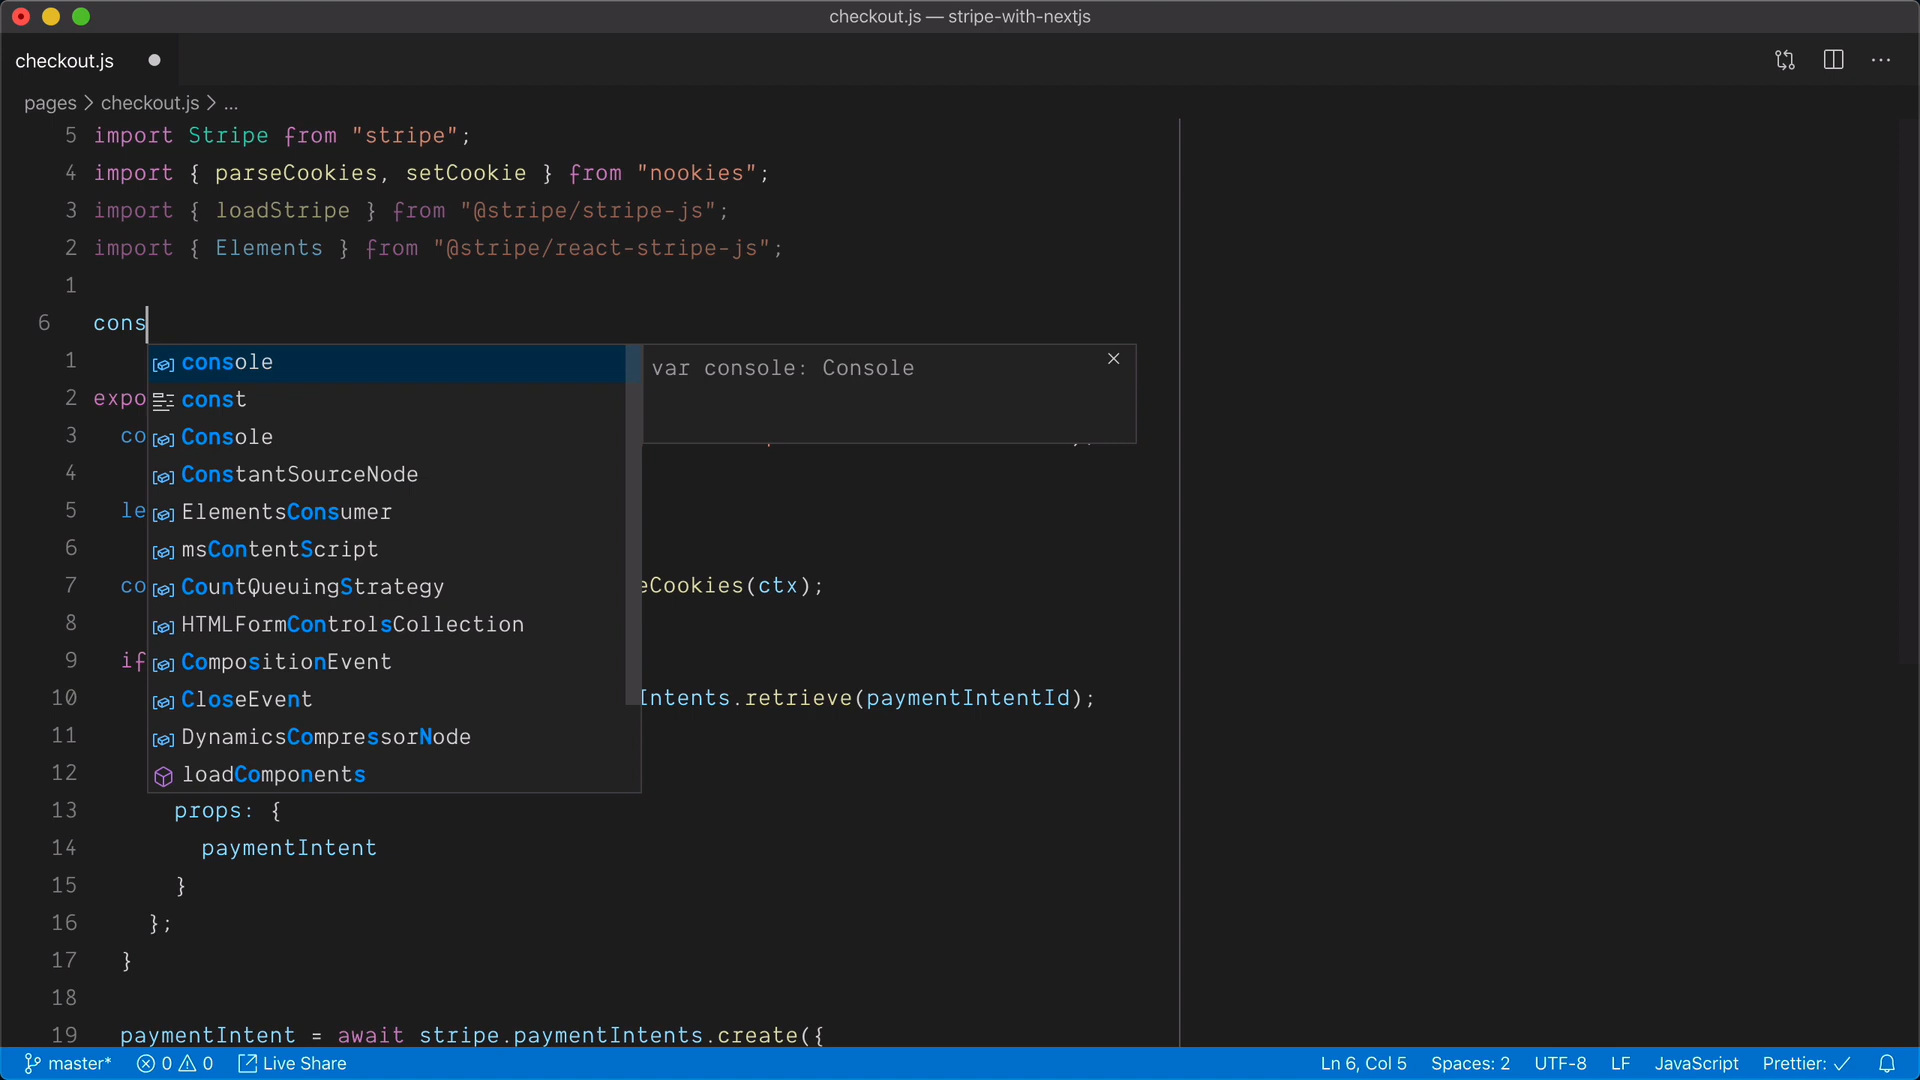 checkout.js — stripe-with nextjs
checkout.js
pages > checkout.js > ...
5 import Stripe from "stripe";
4 import { parseCookies, setCookie } from "nookies";
3 import { loadStripe } from "@stripe/stripe-js";
2 import { Elements } from "@stripe/react-stripe-js";
1
6 cons
1 console var console: Console
2 expo const
3 co Console
4 ConstantSourceNode
5 le ElementsConsumer
6 msContentScript
7 co CountQueuingStrategy eCookies(ctx);
8 HTMLFormControlsCollection
9 if CompositionEvent
10 CloseEvent Intents.retrieve(paymentIntentId);
11 DynamicsCompressorNode
12 loadComponents
13 props: {
14 paymentIntent
15 }
16 };
17 }
18
19 paymentIntent = await stripe.paymentIntents.create({
master* 0 0 Live Share Ln 6, Col 5 Spaces: 2 UTF-8 LF JavaScript Prettier: ✓